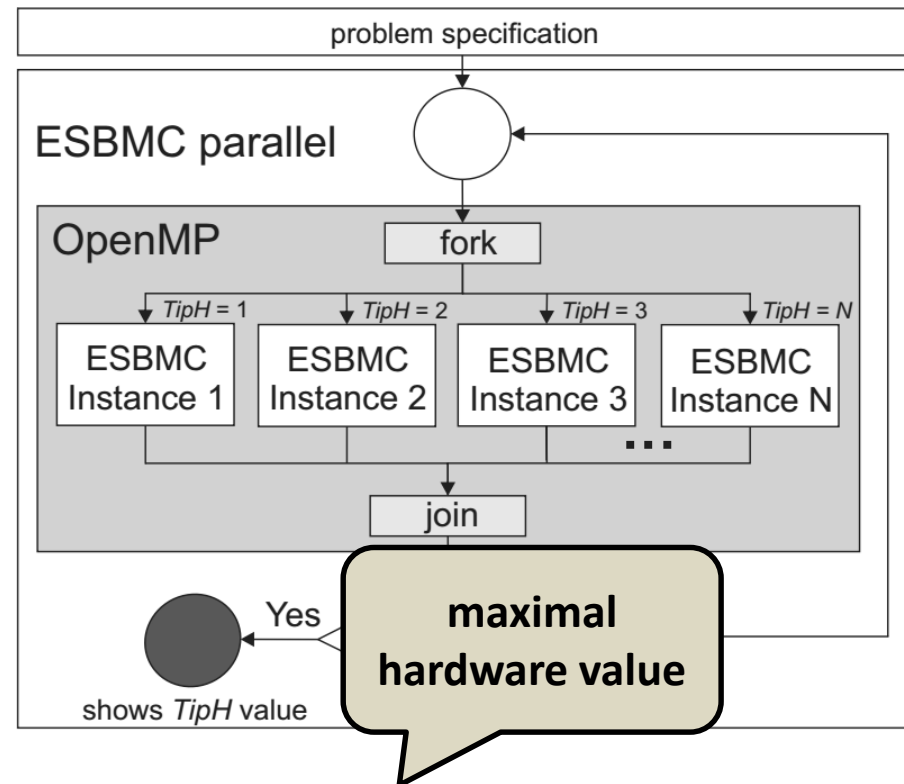 problem specification
ESBMC parallel
OpenMP
fork
TipH = 1
TipH = 2
TipH = 3
TipH = N
ESBMC
Instance 1
ESBMC
Instance 2
ESBMC
Instance 3
ESBMC
Instance N
...
join
Yes
maximal
hardware value
shows TipH value